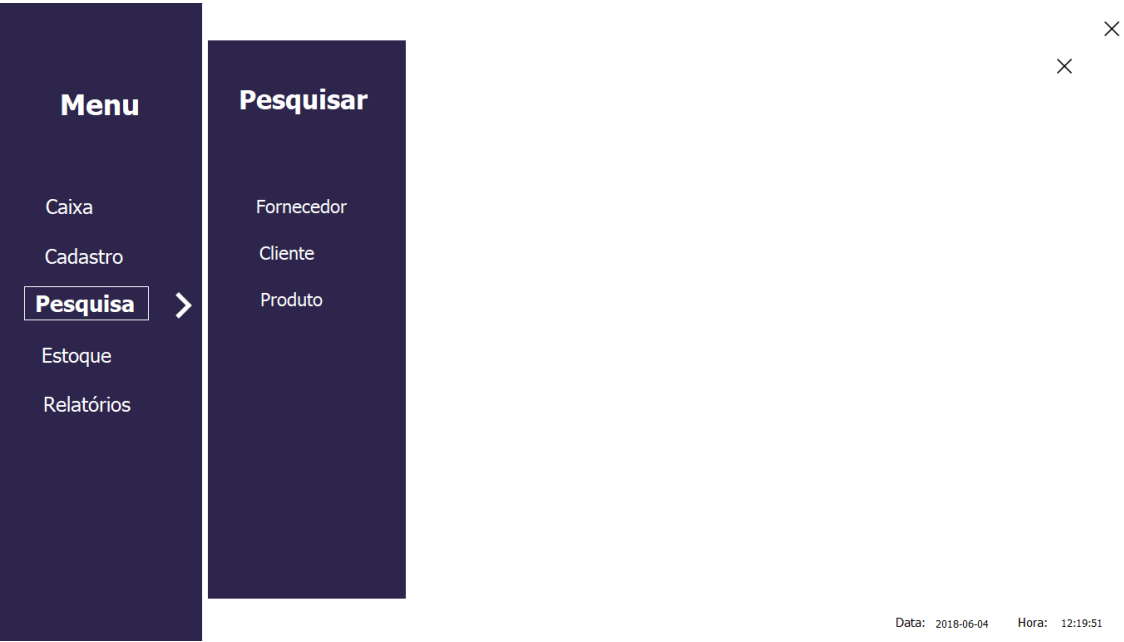 Menu
Caixa
Cadastro
Pesquisa
Estoque
Relatórios
Pesquisar
Fornecedor
Cliente
Produto
Data: 2018-06-04 Hora: 12:19:51